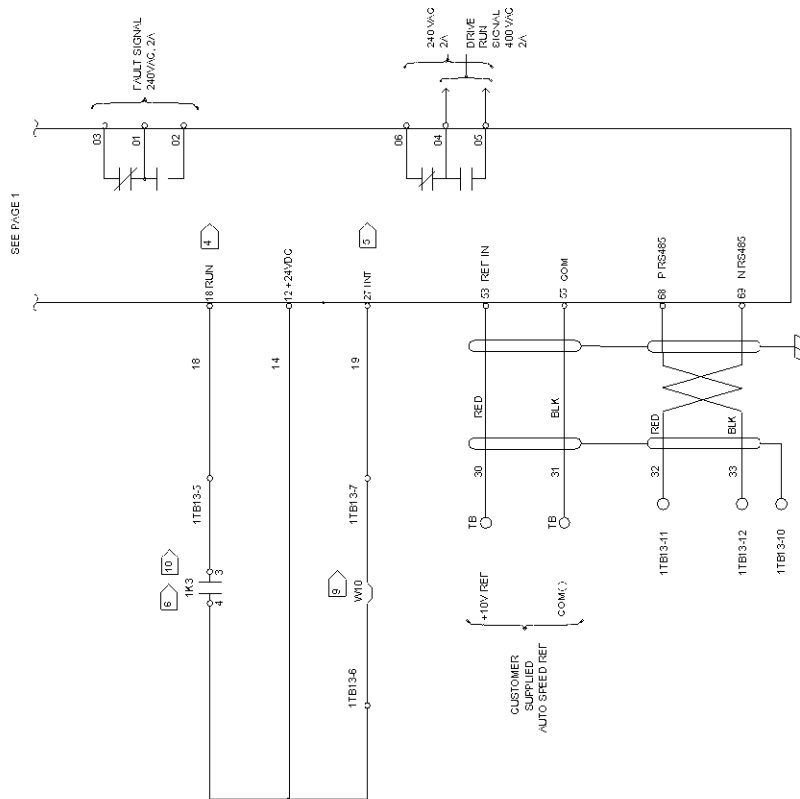 SEE PAGE 1
FAULT SIGNAL
240VAC, 2A
03
01
02
240 VAC
2A
DRIVE
RUN
SIGNAL
400 VAC
2A
06
04
05
4
18 RUN
12 +24VDC
5
27 INT
53 REF IN
55 COM
68 P RS485
69 N RS485
18
14
19
RED
BLK
RED
BLK
30
31
32
33
1TB13-5
1TB13-7
TB
TB
1TB13-11
1TB13-12
1TB13-10
10
6
3
4
1K3
9
W10
1TB13-6
+10V REF
COM(-)
CUSTOMER
SUPPLIED
AUTO SPEED REF